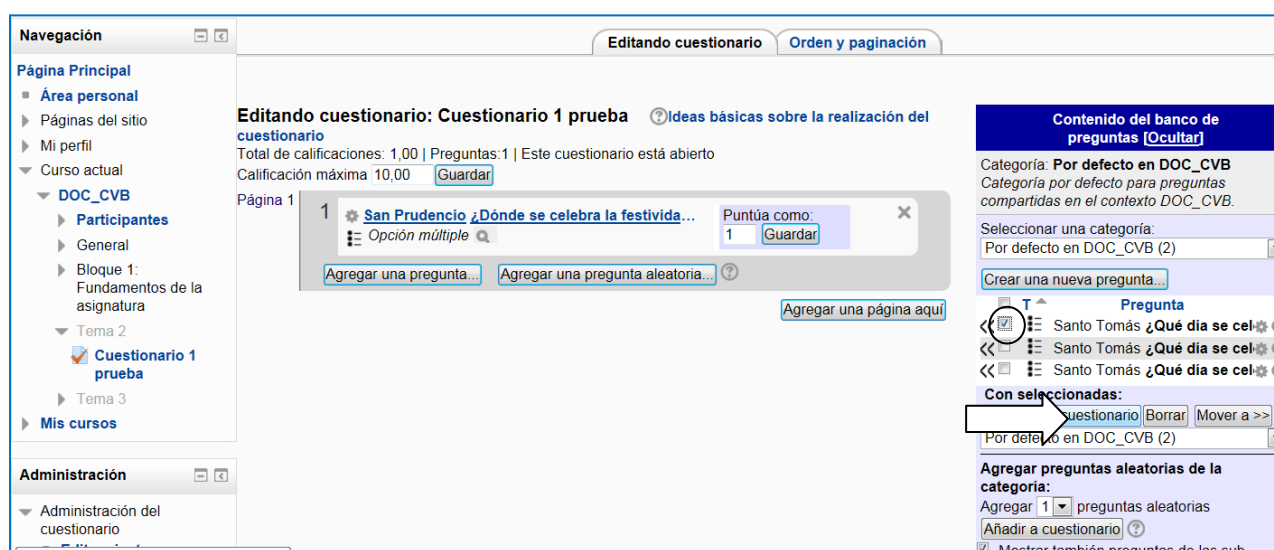 Navegación
Página Principal
Área personal
Páginas del sitio
Mi perfil
Curso actual
DOC_CVB
Participantes
General
Bloque 1:
Fundamentos de la
asignatura
Tema 2
Cuestionario 1
prueba
Tema 3
Mis cursos
Administración
Administración del
cuestionario
Editando cuestionario Orden y paginación
Editando cuestionario: Cuestionario 1 prueba Ideas básicas sobre la realización del
cuestionario
Total de calificaciones: 1,00 | Preguntas:1 | Este cuestionario está abierto
Calificación máxima 10,00 Guardar
Página 1
1
San Prudencio ¿Dónde se celebra la festivida...
Opción múltiple
Puntúa como:
1 Guardar
Agregar una pregunta... Agregar una pregunta aleatoria...
Agregar una página aquí
Contenido del banco de
preguntas [Ocultar]
Categoría: Por defecto en DOC_CVB
Categoría por defecto para preguntas
compartidas en el contexto DOC_CVB.
Seleccionar una categoría:
Por defecto en DOC_CVB (2)
Crear una nueva pregunta...
T Pregunta
Santo Tomás ¿Qué día se cel
Santo Tomás ¿Qué día se cel
Santo Tomás ¿Qué día se cel
Con seleccionadas:
cuestionario Borrar Mover a >>
Por defecto en DOC_CVB (2)
Agregar preguntas aleatorias de la
categoría:
Agregar 1 preguntas aleatorias
Añadir a cuestionario
Mostrar también preguntas de las sub